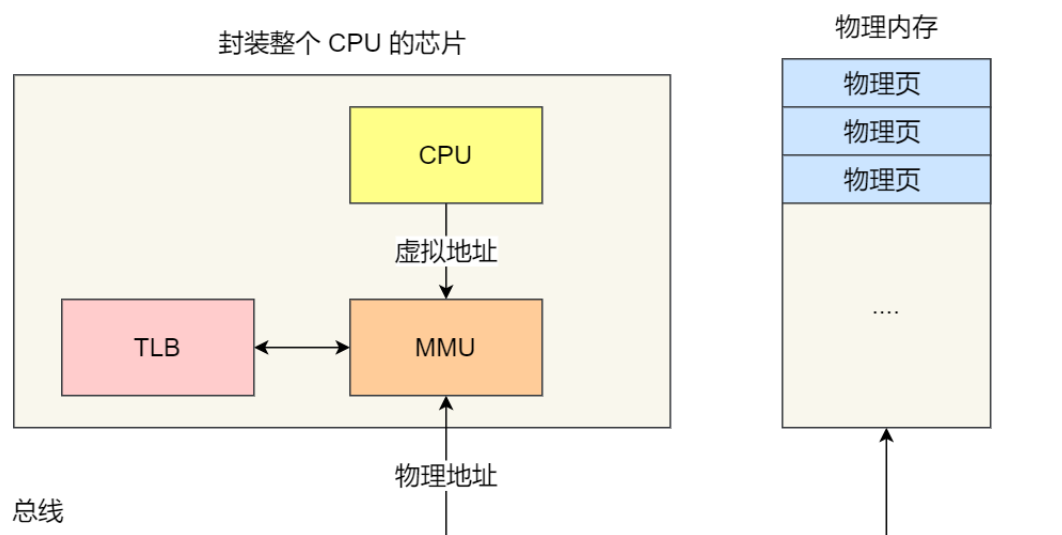 封装整个 CPU 的芯片
物理内存
物理页
物理页
物理页
....
CPU
虚拟地址
TLB
MMU
物理地址
总线